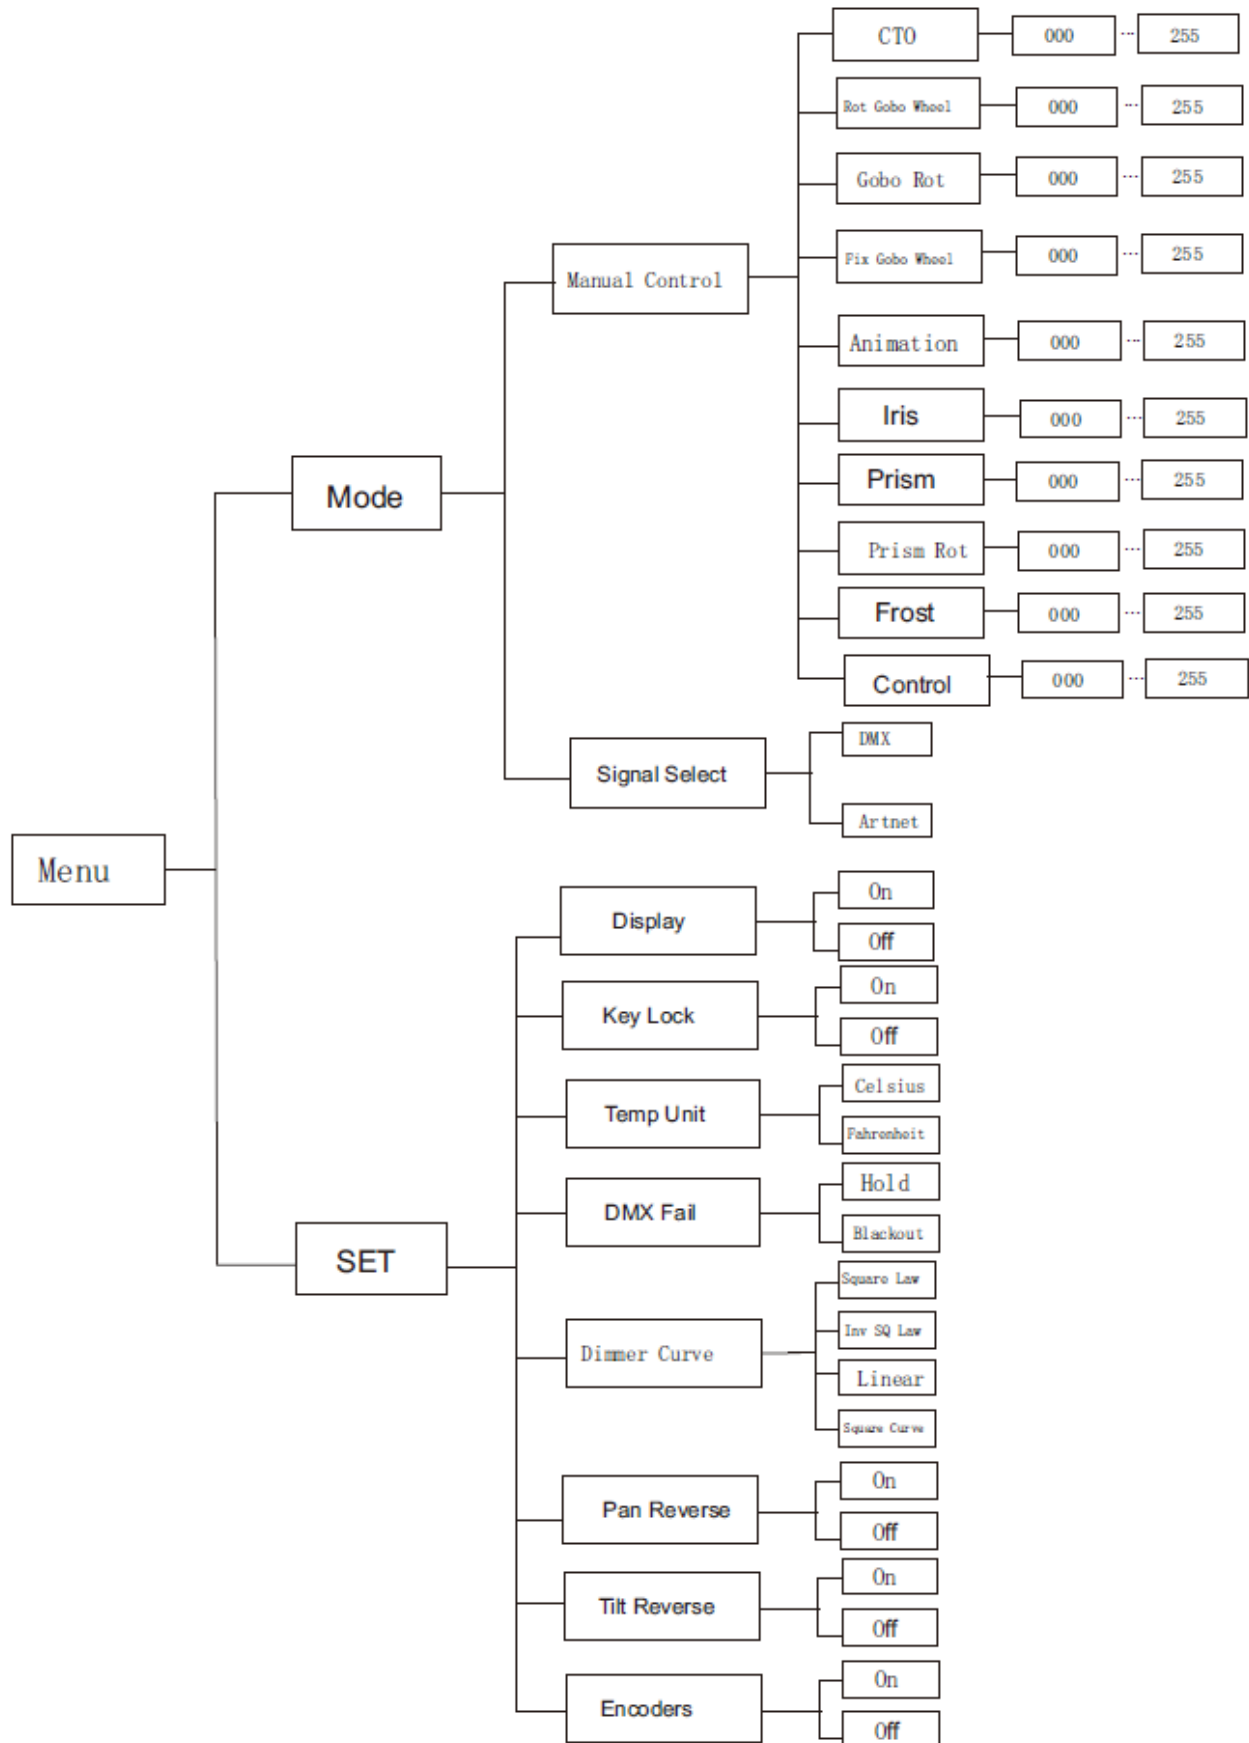 CTO 000 ... 255
Rot Gobo Wheel 000 ... 255
Gobo Rot 000 ... 255
Fix Gobo Wheel 000 ... 255
Manual Control
Animation 000 ... 255
Iris 000 ... 255
Mode
Prism 000 ... 255
Prism Rot 000 ... 255
Frost 000 ... 255
Control 000 ... 255
DMX
Signal Select
Artnet
Menu
On
Display
Off
On
Key Lock
Off
Celsius
Temp Unit
Fahrenheit
Hold
DMX Fail
Blackout
SET
Square Law
Inv SQ Law
Dimmer Curve
Linear
Square Curve
On
Pan Reverse
Off
On
Tilt Reverse
Off
On
Encoders
Off